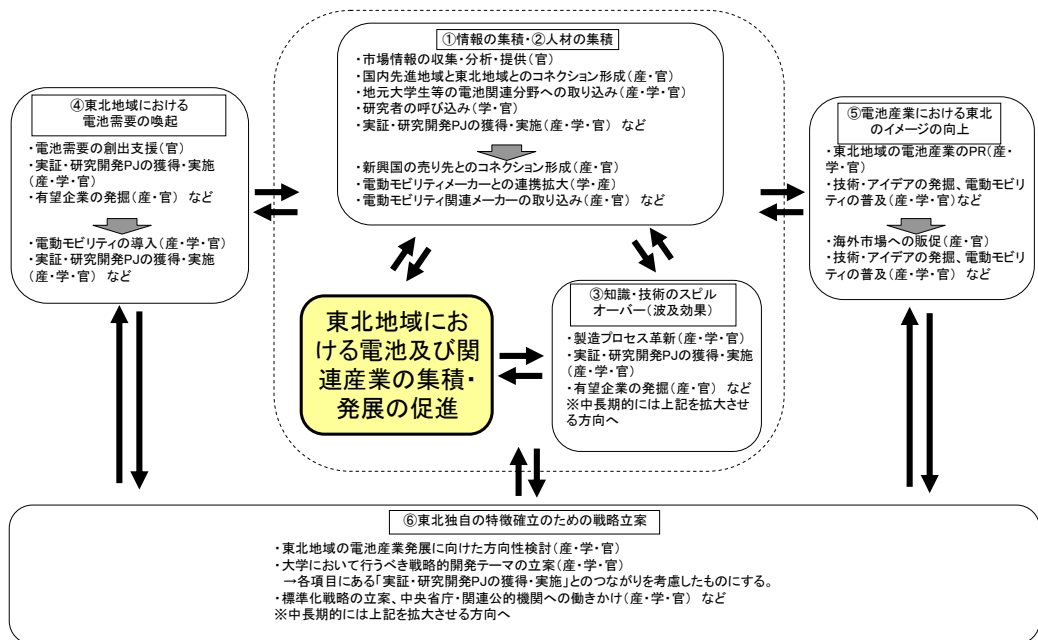 ①情報の集積・②人材の集積
・市場情報の収集・分析・提供(官)
・国内先進地域と東北地域とのコネクション形成(産・官)
・地元大学生等の電池関連分野への取り込み(産・学・官)
・研究者の呼び込み(学・官)
・実証・研究開発PJの獲得・実施(産・学・官) など
・新興国の売り先とのコネクション形成(産・官)
・電動モビリティメーカーとの連携拡大(学・産)
・電動モビリティ関連メーカーの取り込み(産・官) など
④東北地域における
電池需要の喚起
・電池需要の創出支援(官)
・実証・研究開発PJの獲得・実施
(産・学・官)
・有望企業の発掘(産・官) など
・電動モビリティの導入(産・学・官)
・実証・研究開発PJの獲得・実施
(産・学・官) など
⑤電池産業における東北
のイメージの向上
・東北地域の電池産業のPR(産・
学・官)
・技術・アイデアの発掘、電動モビリ
ティの普及(産・学・官)など
・海外市場への販促(産・官)
・技術・アイデアの発掘、電動モビリ
ティの普及(産・学・官) など
東北地域にお
ける電池及び関
連産業の集積・
発展の促進
③知識・技術のスピル
オーバー(波及効果)
・製造プロセス革新(産・学・官)
・実証・研究開発PJの獲得・実施
(産・学・官)
・有望企業の発掘(産・官) など
※中長期的には上記を拡大させ
る方向へ
⑥東北独自の特徴確立のための戦略立案
・東北地域の電池産業発展に向けた方向性検討(産・学・官)
・大学において行うべき戦略的開発テーマの立案(産・学・官)
→各項目にある「実証・研究開発PJの獲得・実施」とのつながりを考慮したものにする。
・標準化戦略の立案、中央省庁・関連公的機関への働きかけ(産・学・官) など
※中長期的には上記を拡大させる方向へ